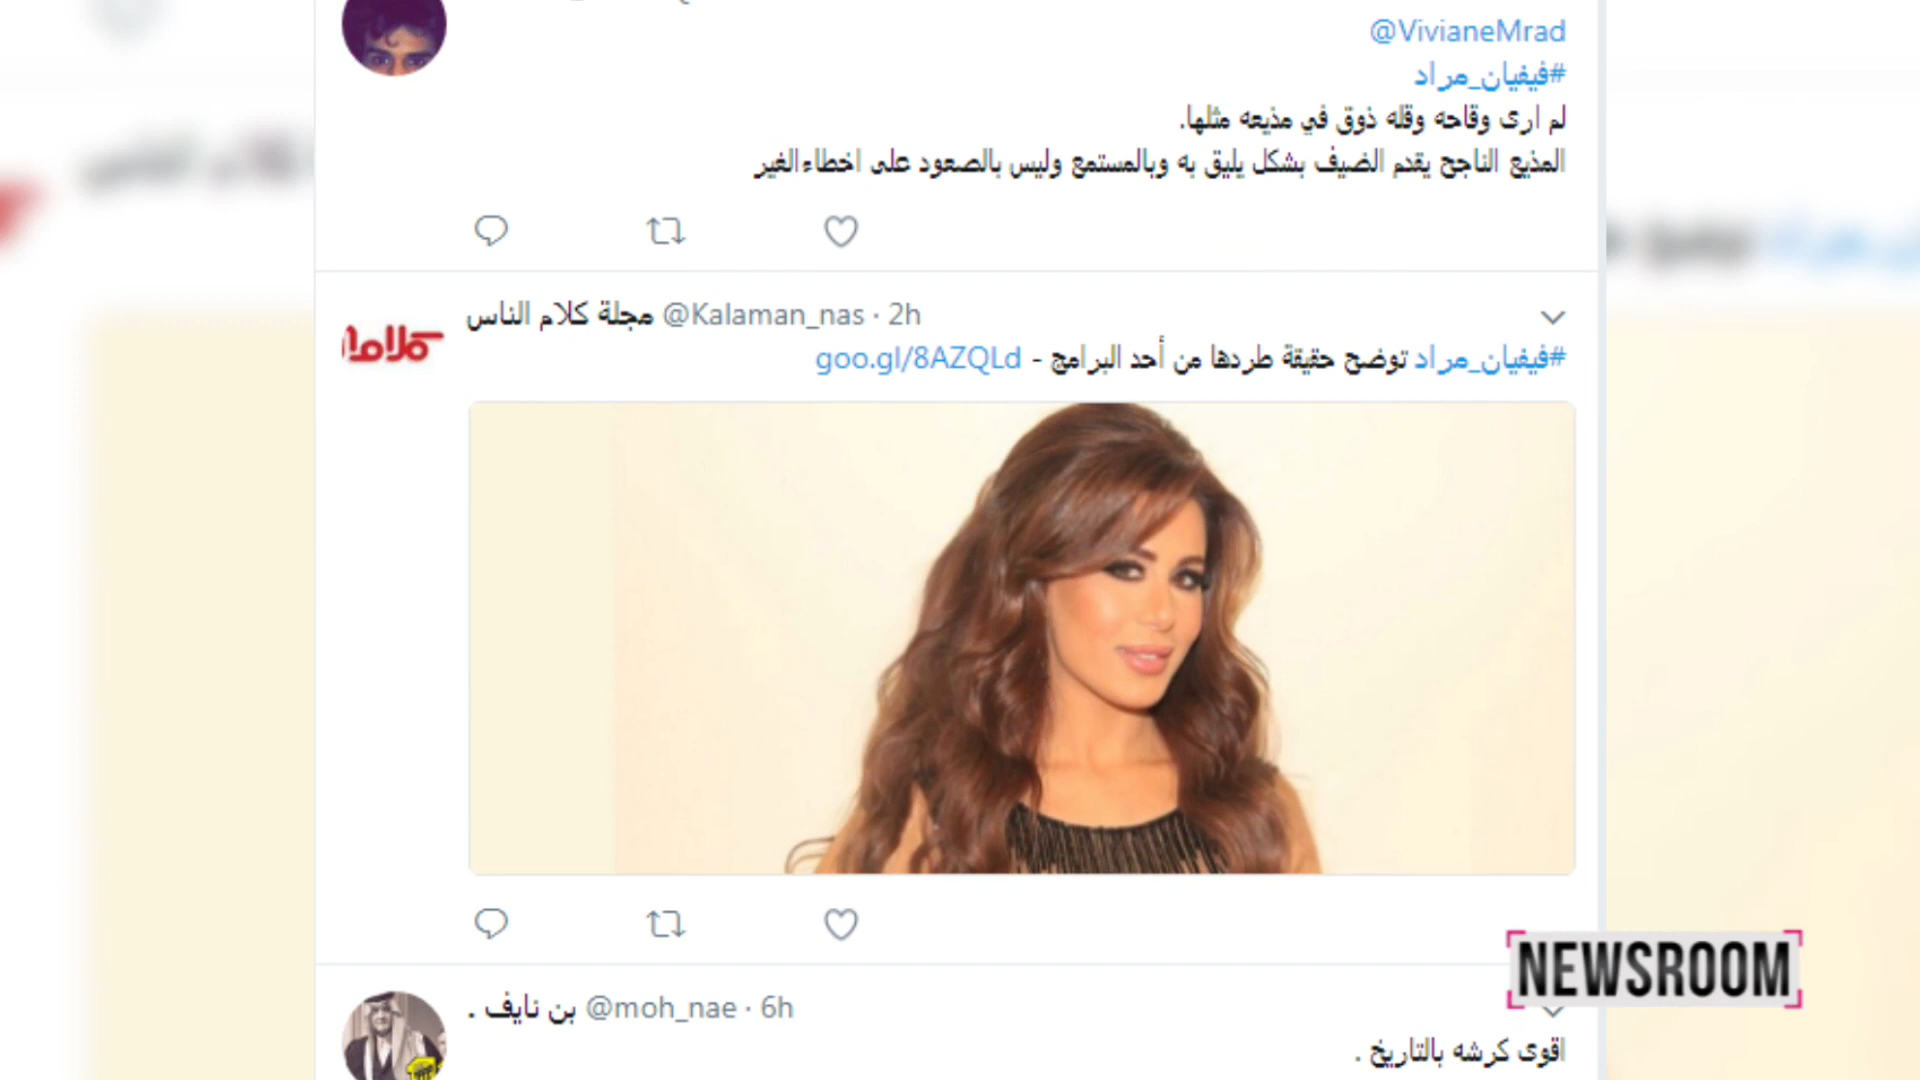 @VivianeMrad
#فيفيان_مراد
لم ارى وقاحه وقله ذوق في مذيعه مثلها.
المذيع الناجح يقدم الضيف بشكل يليق به وبالمستمع وليس بالصعود على اخطاء الغير
مجلة كلام الناس @Kalaman_nas · 2h
#فيفيان_مراد توضح حقيقة طردها من أحد البرامج - goo.gl/8AZQLd
NEWSROOM
بن نايف . @moh_nae · 6h
اقوى كرشه بالتاريخ .